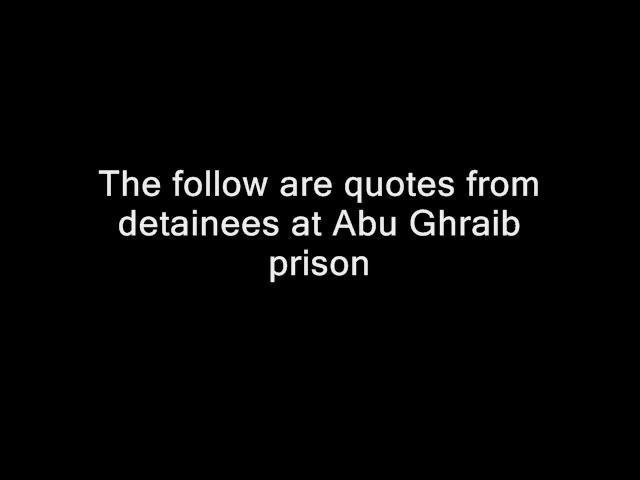 The follow are quotes from
detainees at Abu Ghraib
prison